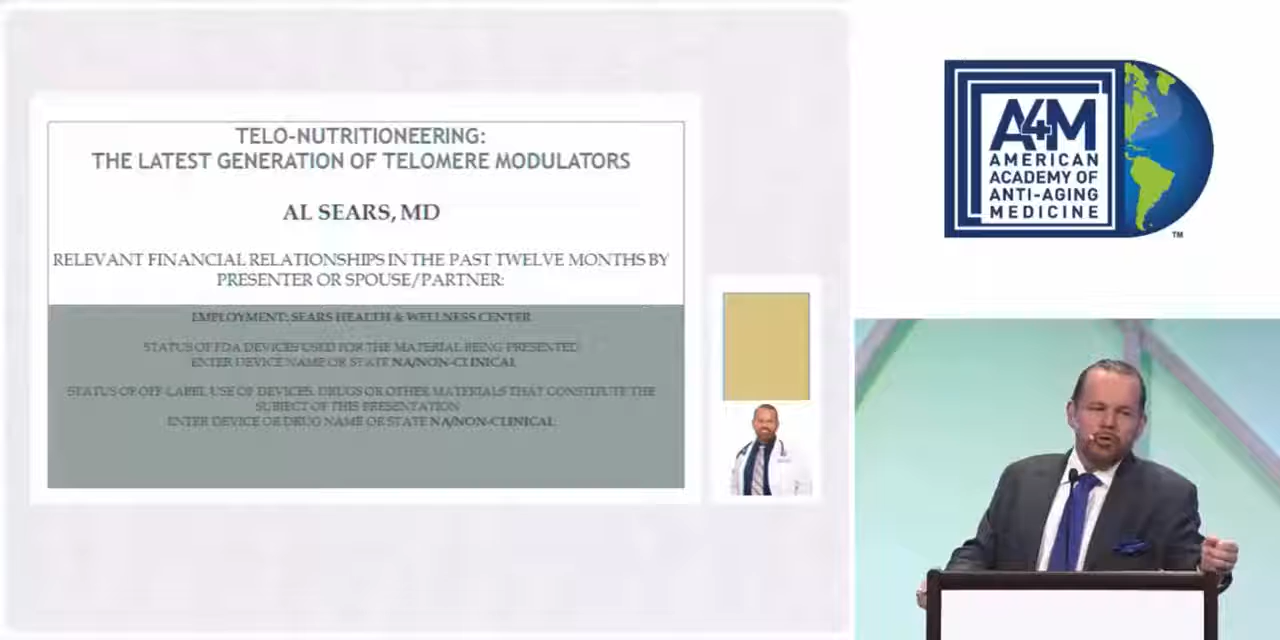 TELO-NUTRITIONEERING:
THE LATEST GENERATION OF TELOMERE MODULATORS
AL SEARS, MD
RELEVANT FINANCIAL RELATIONSHIPS IN THE PAST TWELVE MONTHS BY
PRESENTER OR SPOUSE/PARTNER:
EMPLOYMENT: SEARS HEALTH & WELLNESS CENTER
STATUS OF FDA DEVICES USED FOR THE MATERIAL BEING PRESENTED
ENTER DEVICE NAME OR STATE NA/NON-CLINICAL
STATUS OF OFF-LABEL USE OF DEVICES, DRUGS OR OTHER MATERIALS THAT CONSTITUTE THE
SUBJECT OF THIS PRESENTATION
ENTER DEVICE OR DRUG NAME OR STATE NA/NON-CLINICAL
A4M
AMERICAN
ACADEMY OF
ANTI-AGING
MEDICINE
TM